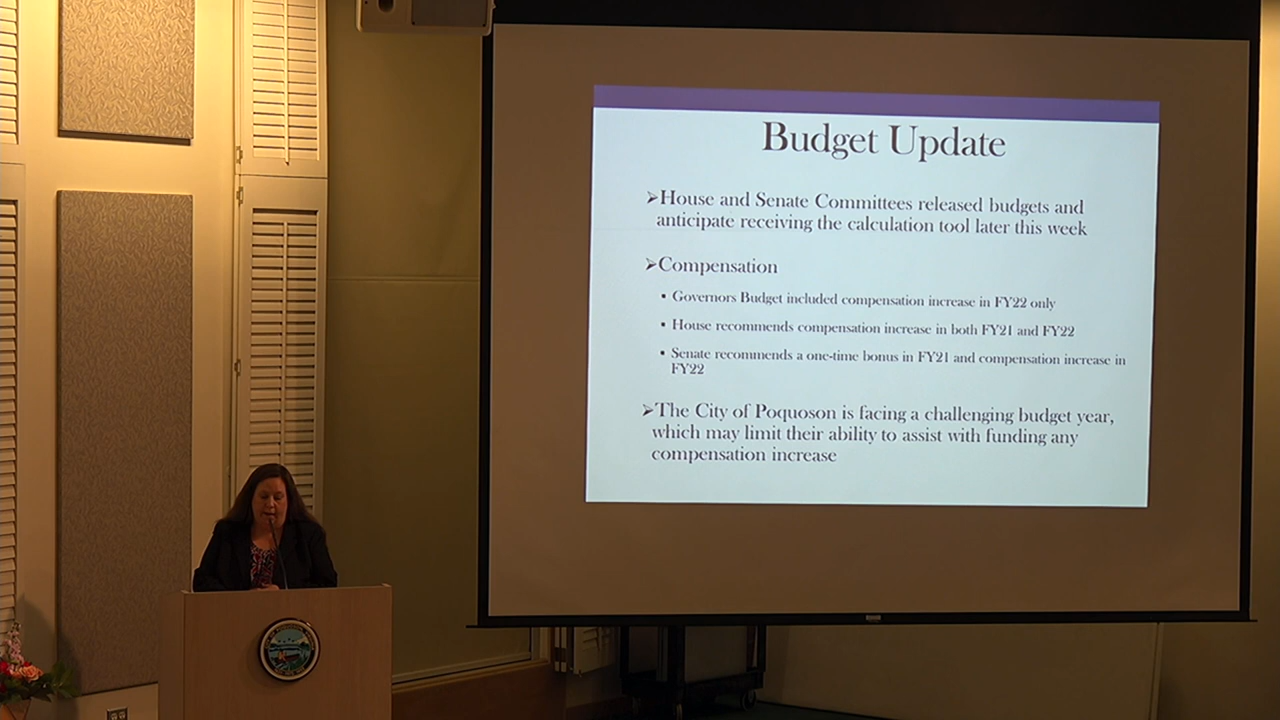 Budget Update
➢House and Senate Committees released budgets and
anticipate receiving the calculation tool later this week
➢Compensation
▪ Governors Budget included compensation increase in FY22 only
▪ House recommends compensation increase in both FY21 and FY22
▪ Senate recommends a one-time bonus in FY21 and compensation increase in
FY22
➢The City of Poquoson is facing a challenging budget year,
which may limit their ability to assist with funding any
compensation increase